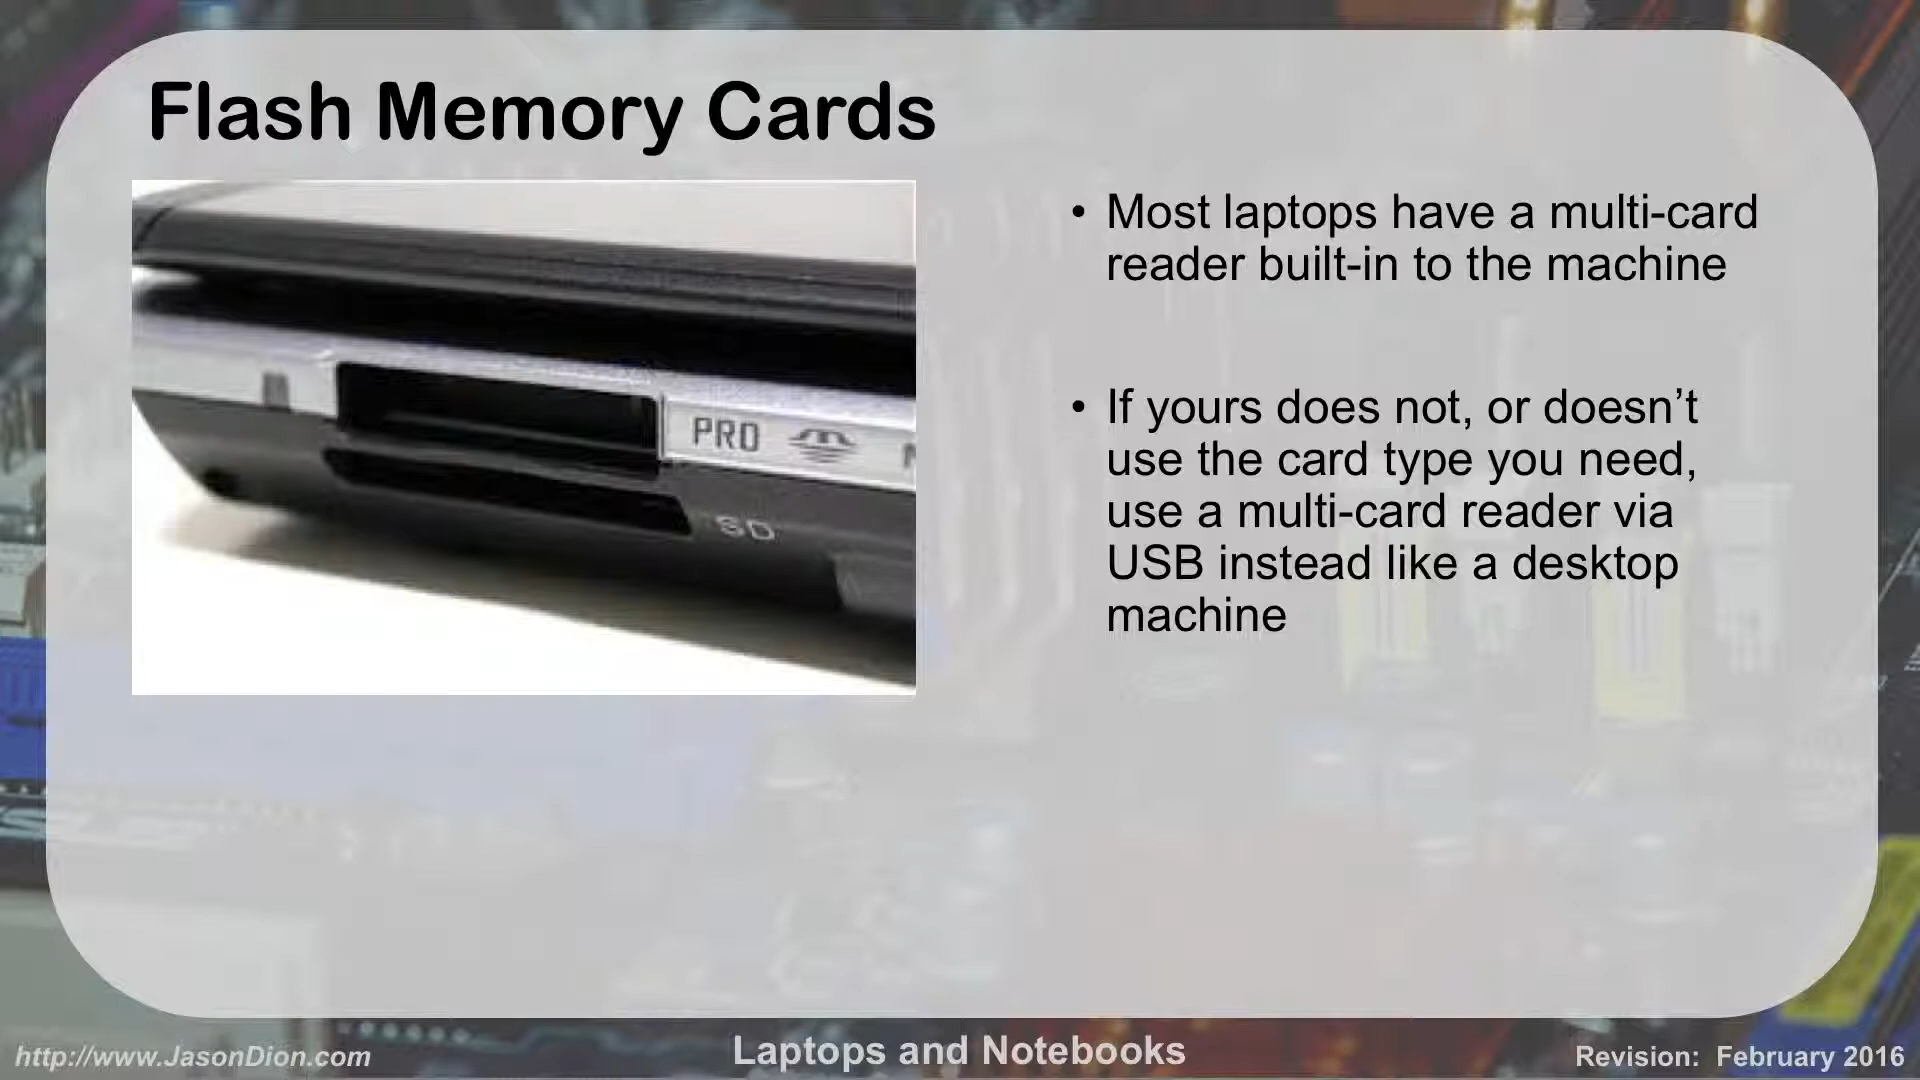 Flash Memory Cards
PRO
SD
• Most laptops have a multi-card
reader built-in to the machine
• If yours does not, or doesn’t
use the card type you need,
use a multi-card reader via
USB instead like a desktop
machine
http://www.JasonDion.com
Laptops and Notebooks
Revision: February 2016